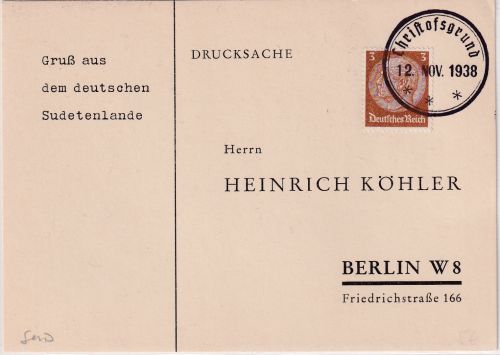 Gruß aus
dem deutschen
Sudetenlande
DRUCKSACHE
3 3
Deutsches Reich
Christofsgrund
12. NOV. 1938
* * *
Herrn
HEINRICH KÖHLER
BERLIN W 8
Friedrichstraße 166